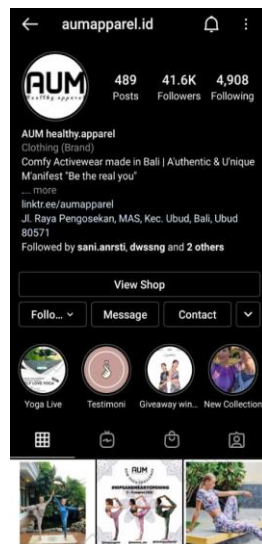 aumapparel.id
AUM
Healthy.apparel
489 41.6K 4,908
Posts Followers Following
AUM healthy.apparel
Clothing (Brand)
Comfy Activewear made in Bali | A'uthentic & U'nique
M'anifest "Be the real you"
.... more
linktr.ee/aumapparel
Jl. Raya Pengosekan, MAS, Kec. Ubud, Bali, Ubud
80571
Followed by sani.anrsti, dwssng and 2 others
View Shop
Follo... Message Contact
Yoga Live Testimoni Giveaway win... New Collection
AUM
#HIPSANDHEARTOPENING